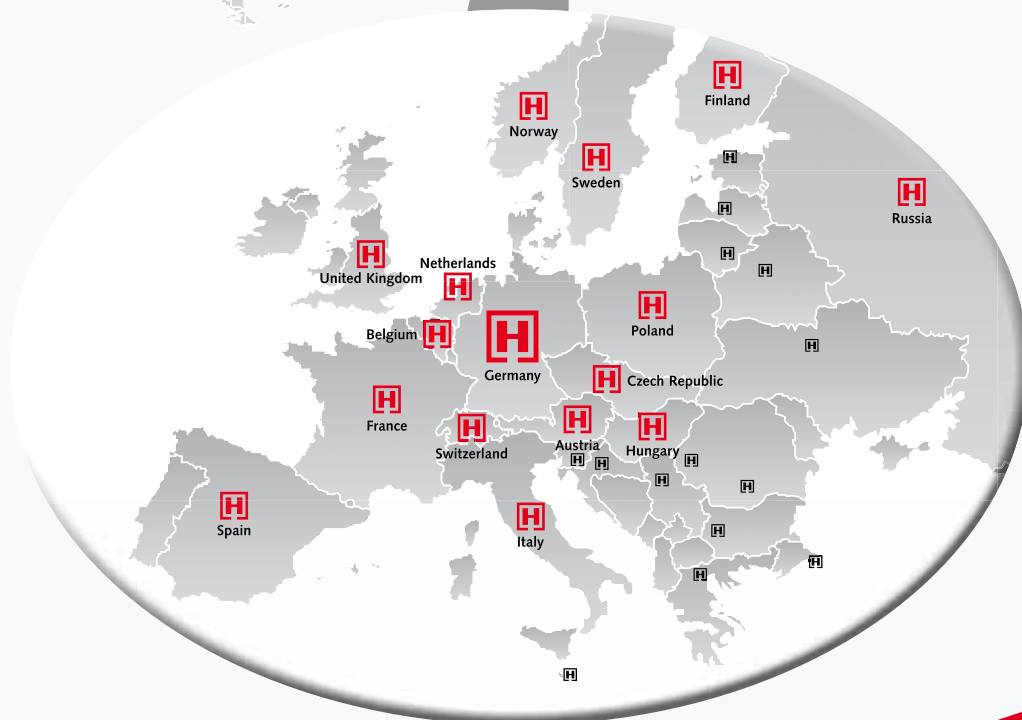 H
Finland
H
Norway
H
H
Sweden
H
Russia
H
H
United Kingdom
H
H
Netherlands
H
H
Poland
Belgium H
H
Germany
H
H Czech Republic
H
France
H
Switzerland
H
Austria
H
Hungary
H
H
H
H
H
H
Spain
H
Italy
H
H
H
H